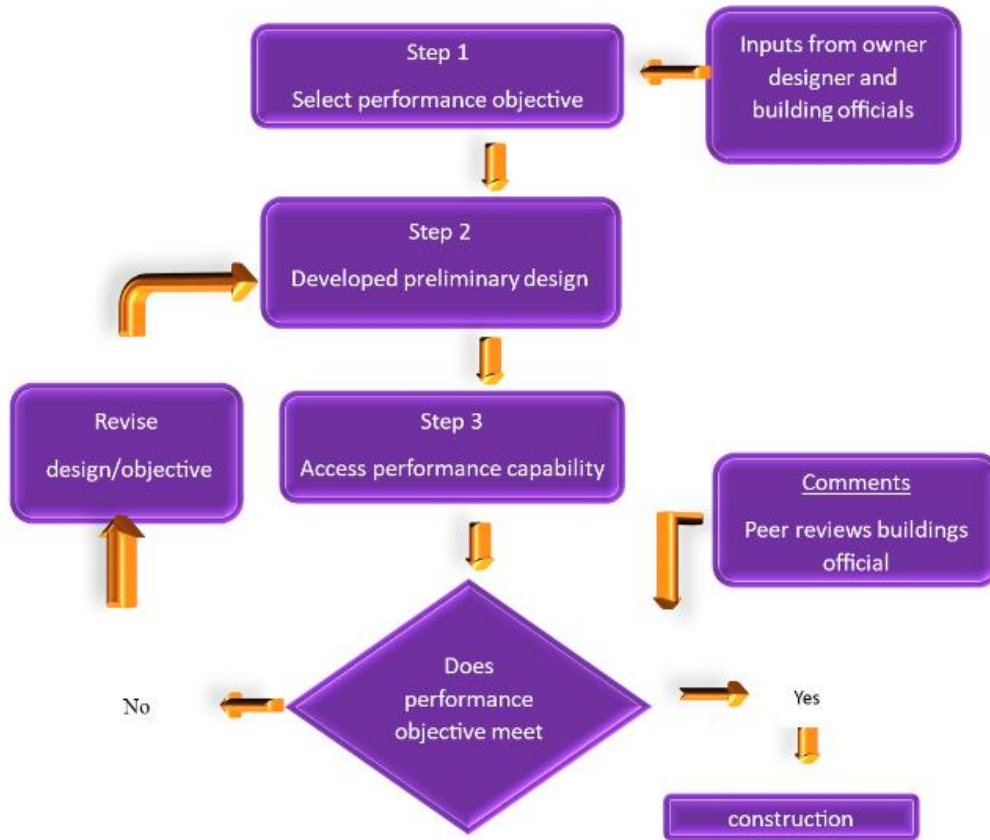 Step 1
Select performance objective
Inputs from owner
designer and
building officials
Step 2
Developed preliminary design
Revise
design/objective
Step 3
Access performance capability
Comments
Peer reviews buildings
official
Does
performance
objective meet
No
Yes
construction